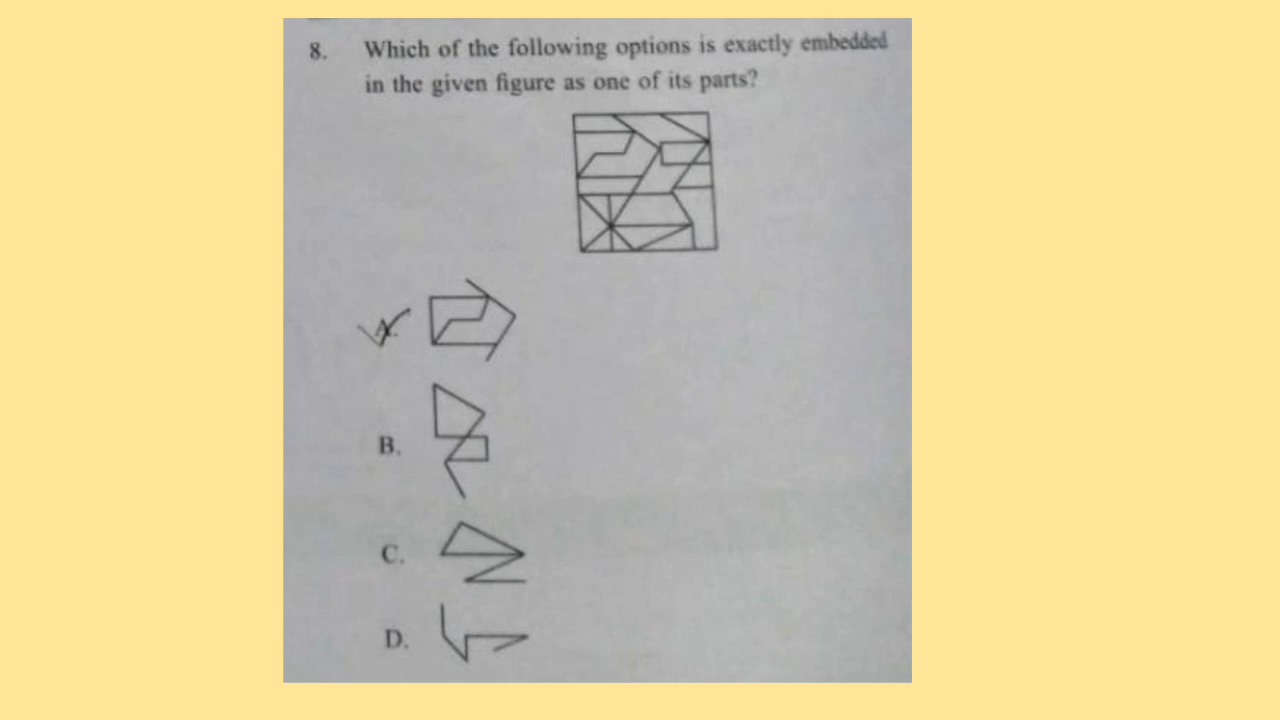 8. Which of the following options is exactly embedded
in the given figure as one of its parts?
A.
B.
C.
D.